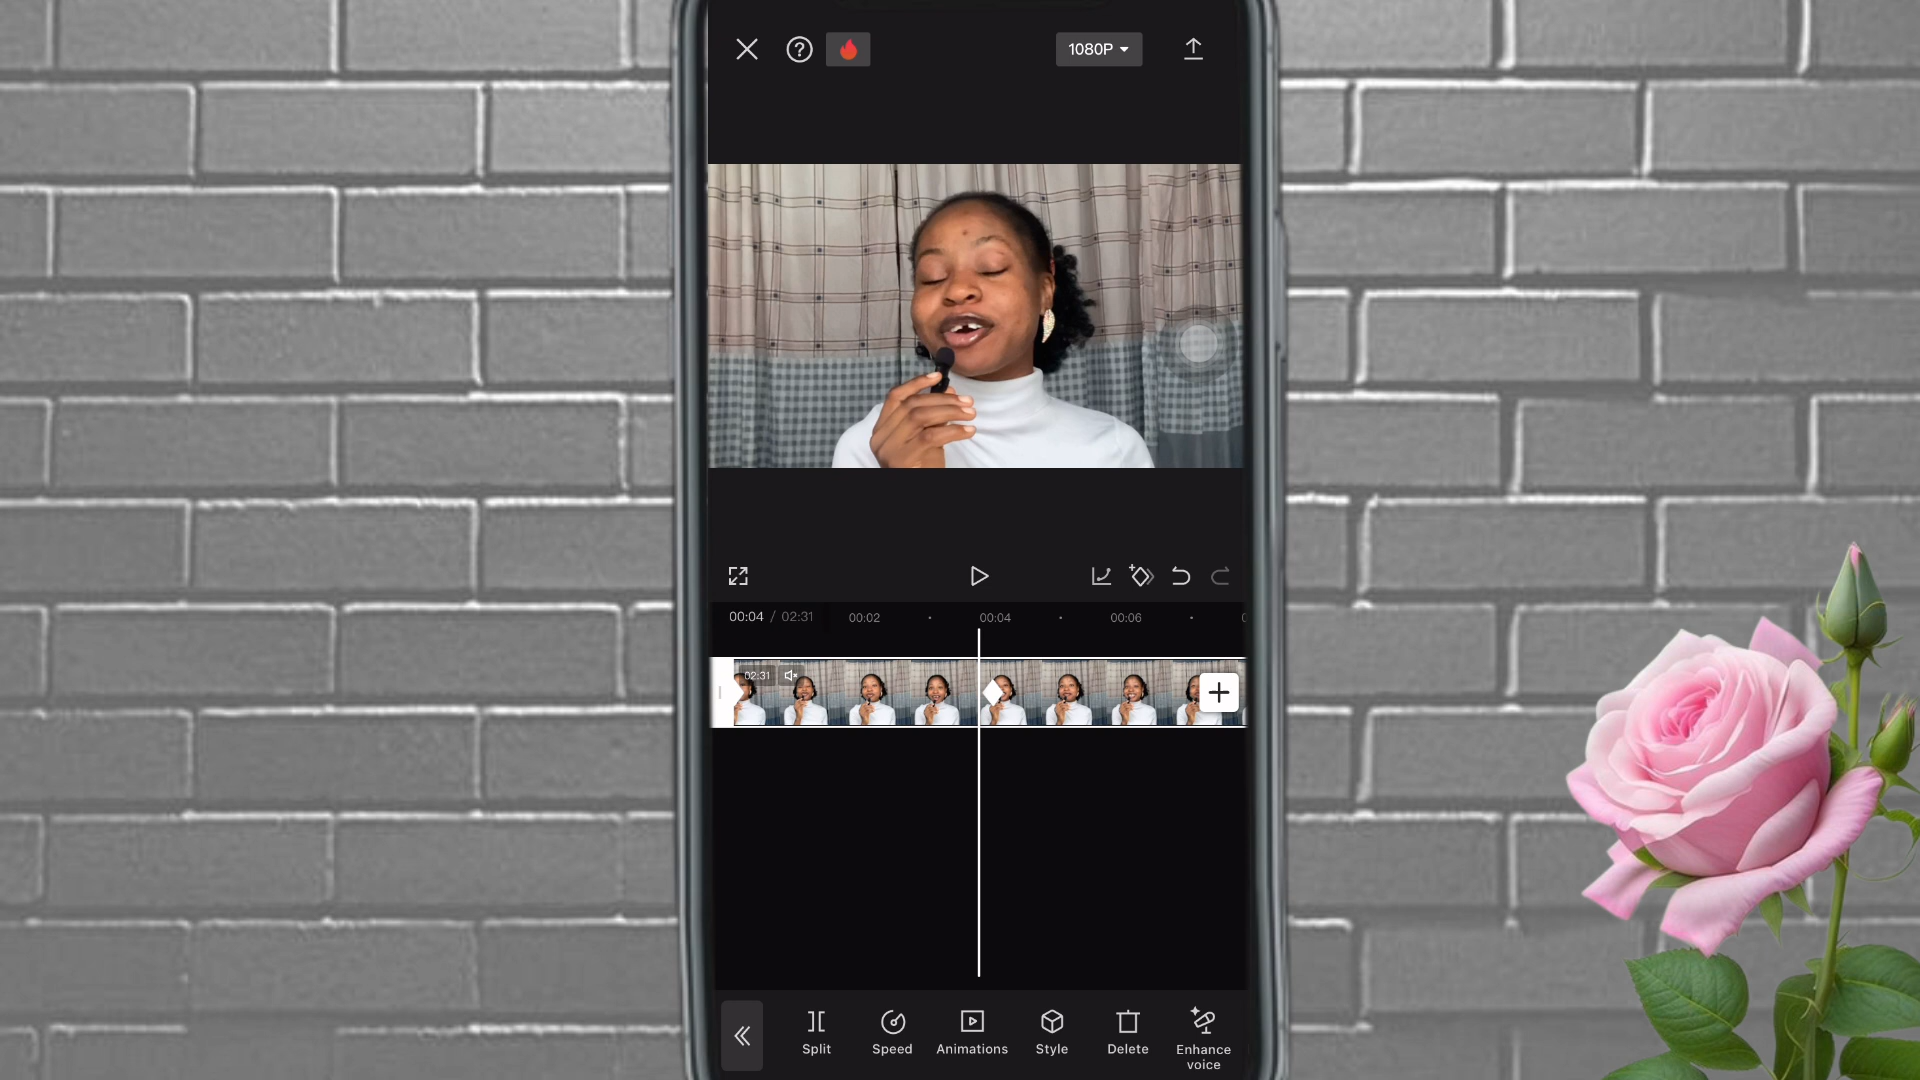 1080P
00:04 / 02:31 00:02 00:04 00:06
02:31
Split
Speed
Animations
Style
Delete
Enhance
voice